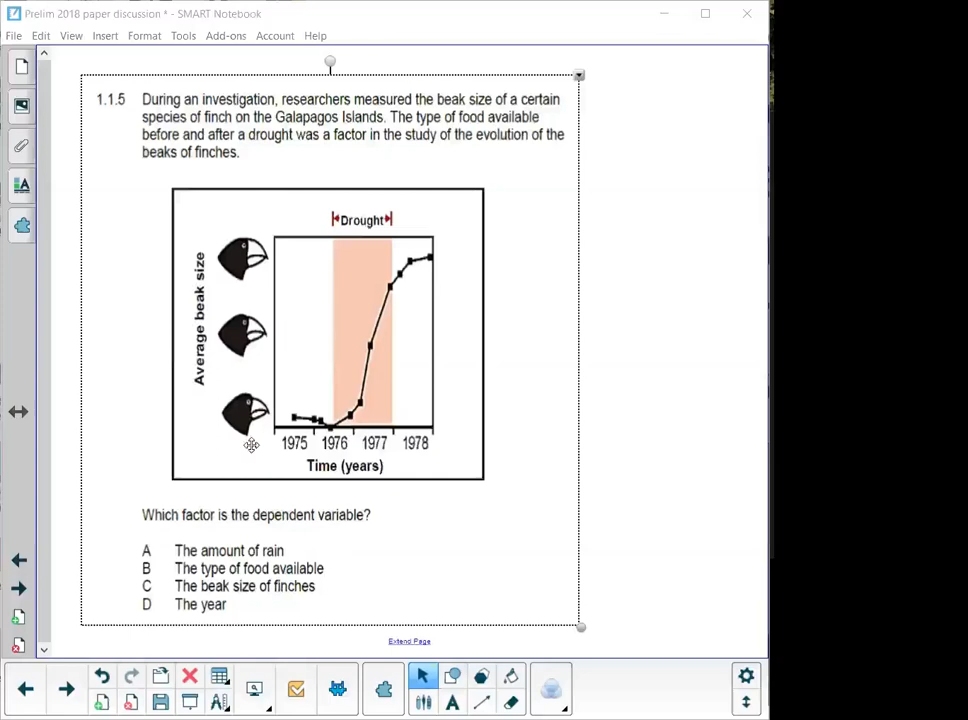 Prelim 2018 paper discussion * - SMART Notebook
File Edit View Insert Format Tools Add-ons Account Help
1.1.5 During an investigation, researchers measured the beak size of a certain
species of finch on the Galapagos Islands. The type of food available
before and after a drought was a factor in the study of the evolution of the
beaks of finches.
Drought
Average beak size
1975 1976 1977 1978
Time (years)
Which factor is the dependent variable?
A The amount of rain
B The type of food available
C The beak size of finches
D The year
Extend Page